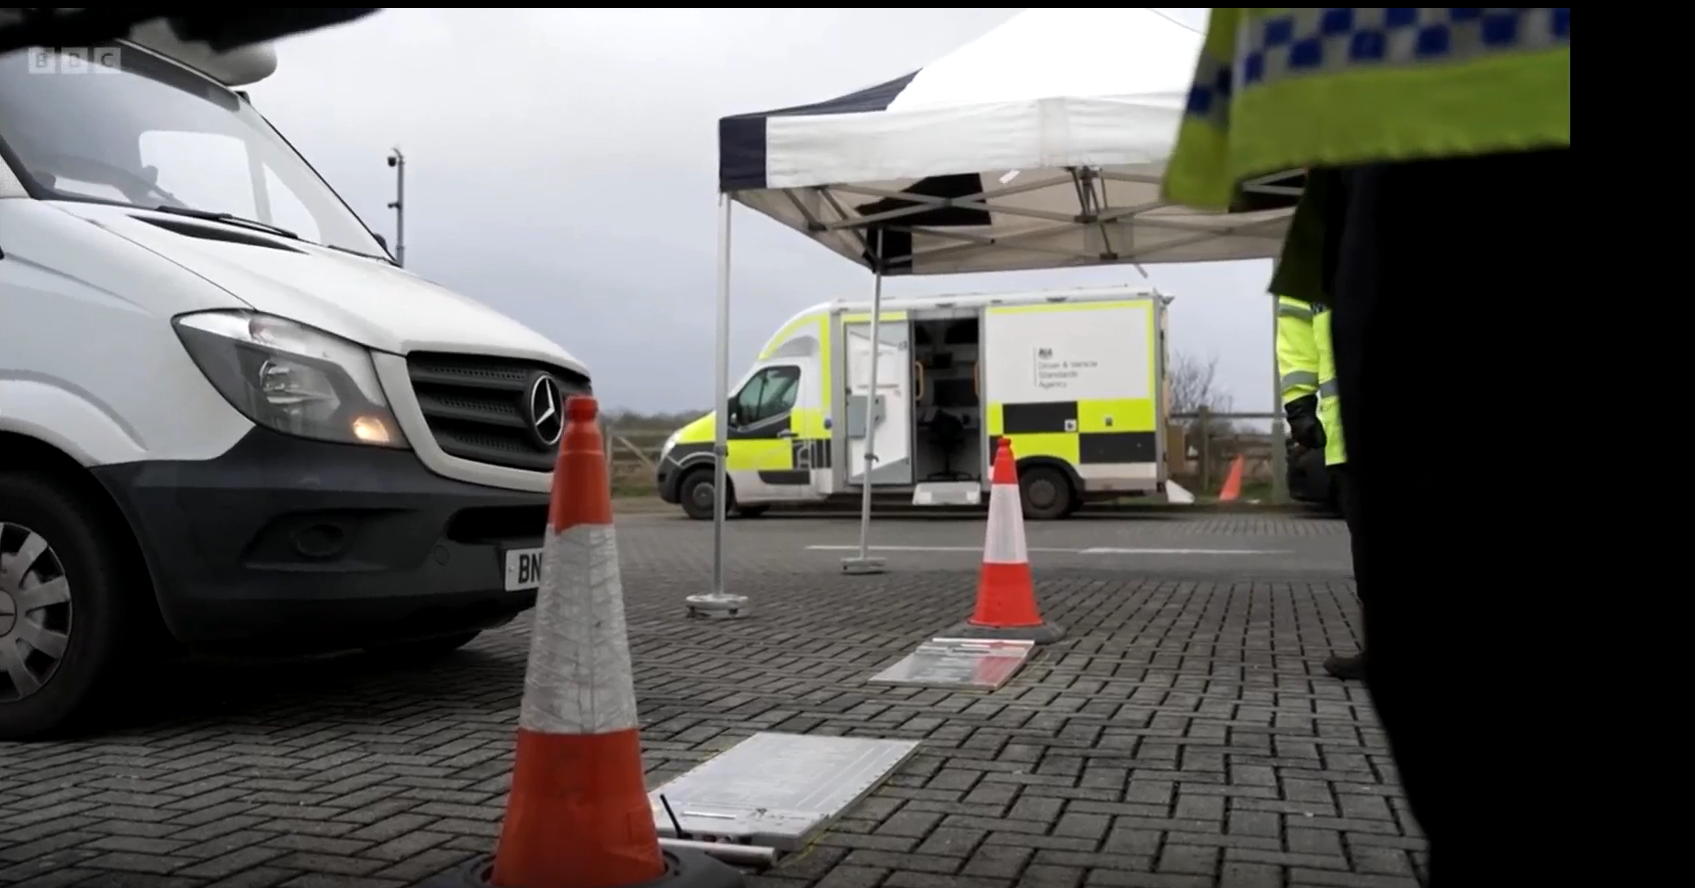 BBC
BN
Driver & Vehicle
Standards
Agency